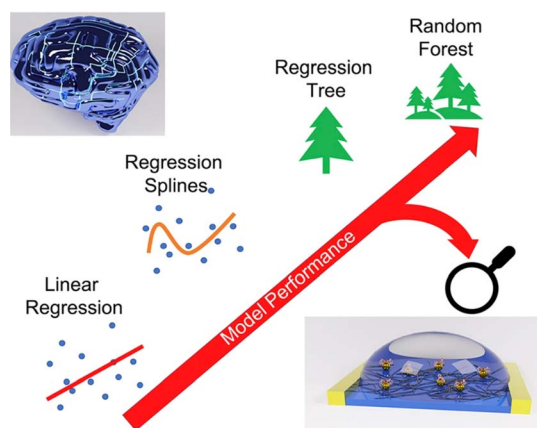 Random
Forest
Regression
Tree
Regression
Splines
Linear
Regression
Model Performance